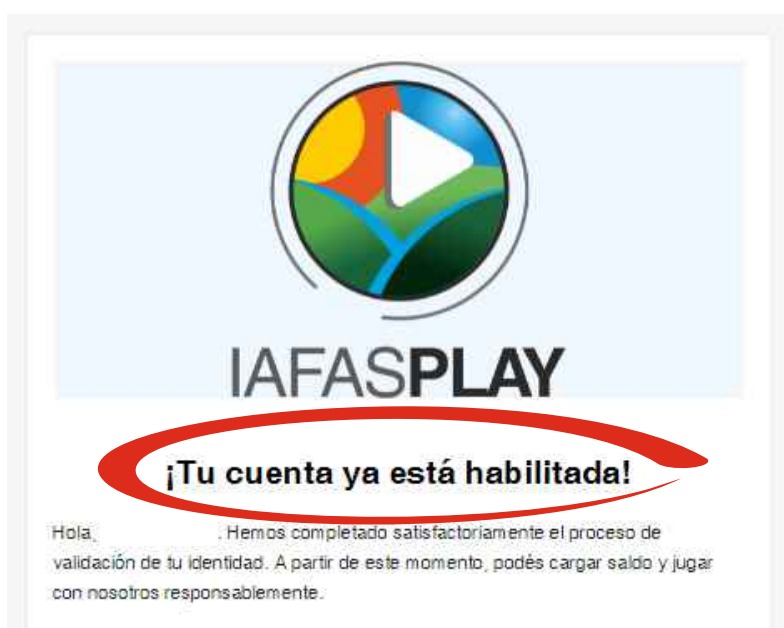 IAFASPLAY
¡Tu cuenta ya está habilitada!
Hola, . Hemos completado satisfactoriamente el proceso de
validación de tu identidad. A partir de este momento, podés cargar saldo y jugar
con nosotros responsablemente.